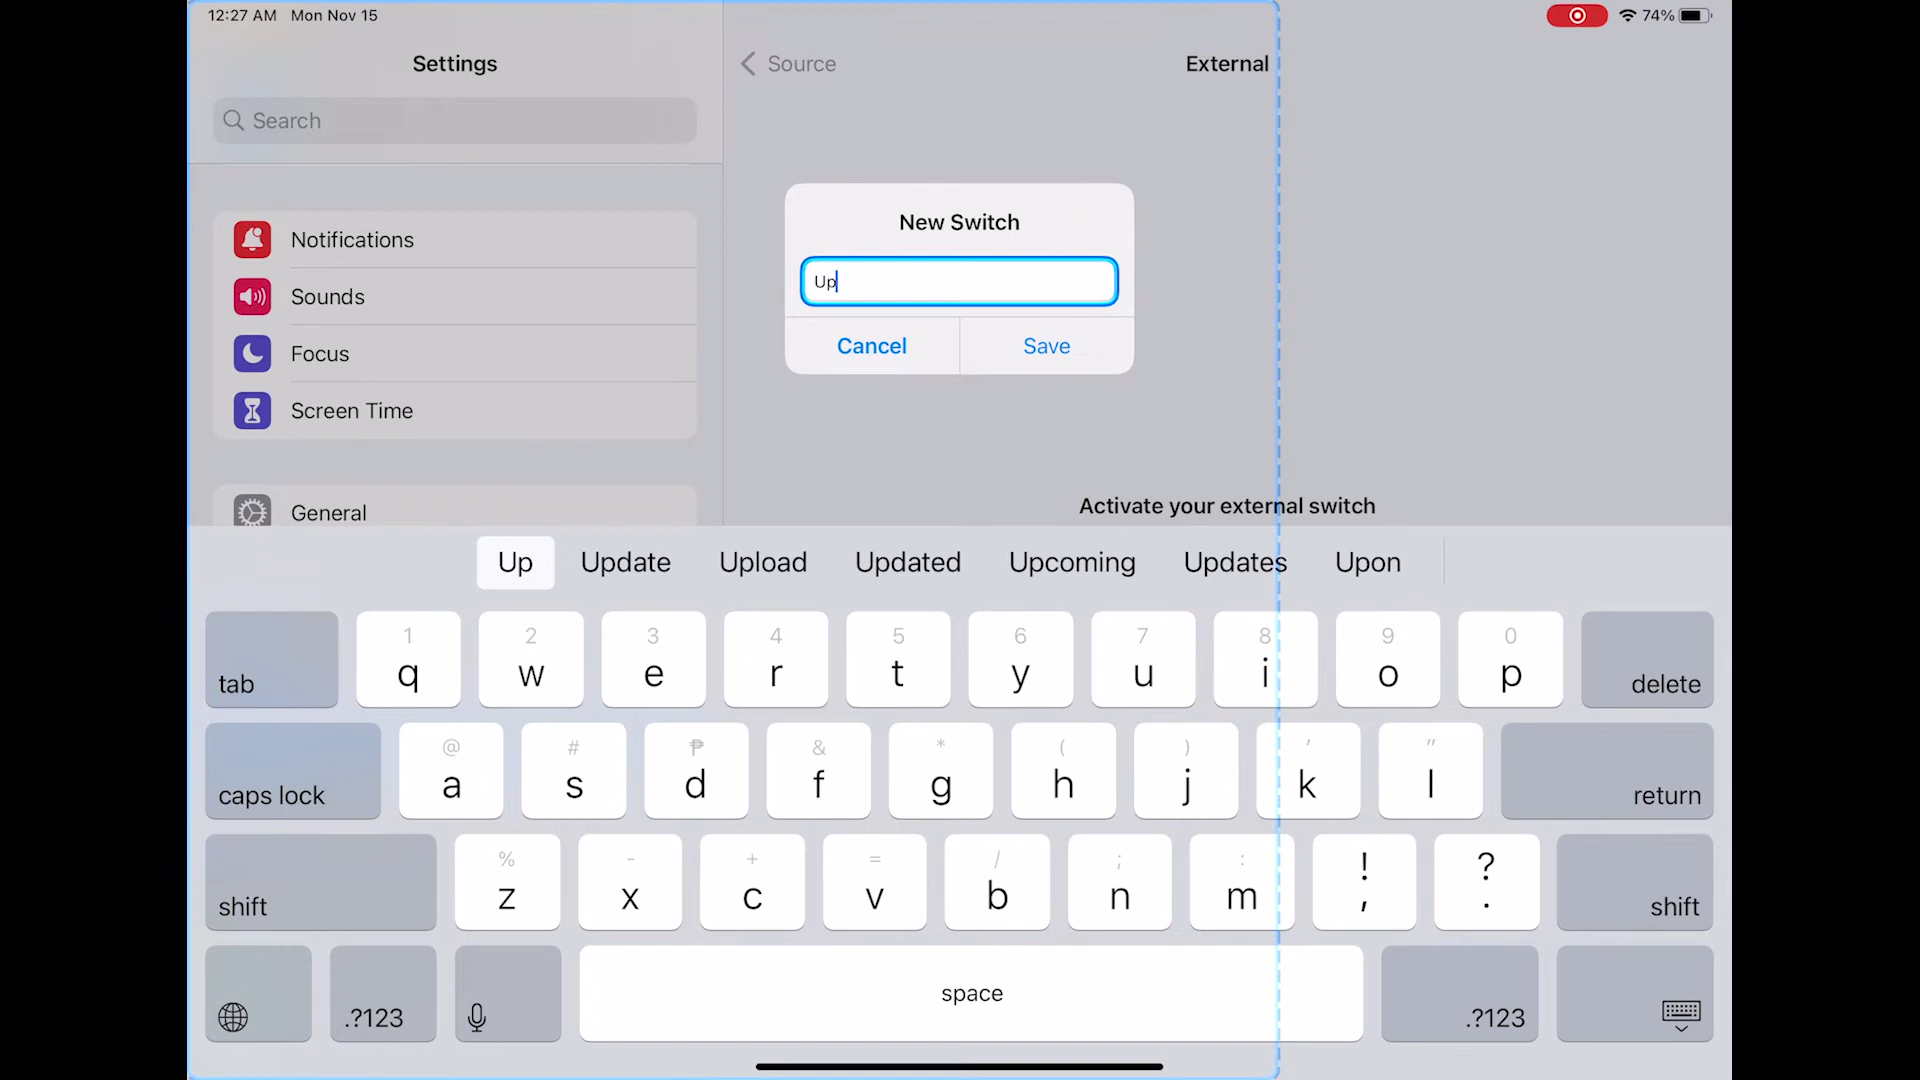 12:27 AM Mon Nov 15
74%
Settings
Source
External
Search
Notifications
Sounds
Focus
Screen Time
General
New Switch
Up
Cancel Save
Activate your external switch
Up Update Upload Updated Upcoming Updates Upon
1 2 3 4 5 6 7 8 9 0
tab q w e r t y u i o p delete
@ # ₱ & * ( ) ' "
caps lock a s d f g h j k l return
% - + = / ; : ! ?
shift z x c v b n m , . shift
.?123 space .?123